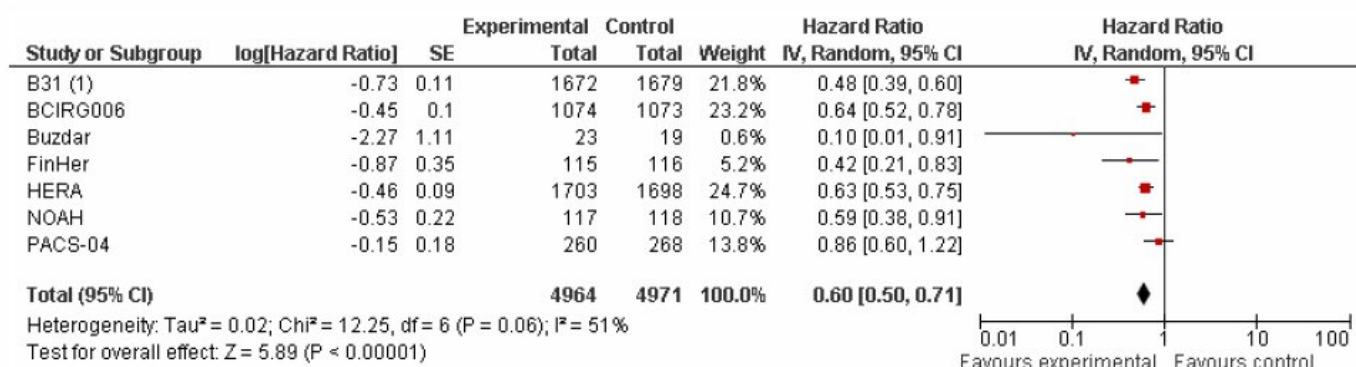 Experimental Control Hazard Ratio Hazard Ratio
Study or Subgroup log[Hazard Ratio] SE Total Total Weight IV, Random, 95% CI IV, Random, 95% CI
B31 (1) -0.73 0.11 1672 1679 21.8% 0.48 [0.39, 0.60]
BCIRG006 -0.45 0.1 1074 1073 23.2% 0.64 [0.52, 0.78]
Buzdar -2.27 1.11 23 19 0.6% 0.10 [0.01, 0.91]
FinHer -0.87 0.35 115 116 5.2% 0.42 [0.21, 0.83]
HERA -0.46 0.09 1703 1698 24.7% 0.63 [0.53, 0.75]
NOAH -0.53 0.22 117 118 10.7% 0.59 [0.38, 0.91]
PACS-04 -0.15 0.18 260 268 13.8% 0.86 [0.60, 1.22]
Total (95% CI) 4964 4971 100.0% 0.60 [0.50, 0.71]
Heterogeneity: Tau² = 0.02; Chi² = 12.25, df = 6 (P = 0.06); I² = 51%
Test for overall effect: Z = 5.89 (P < 0.00001)
0.01 0.1 1 10 100
Favours experimental Favours control